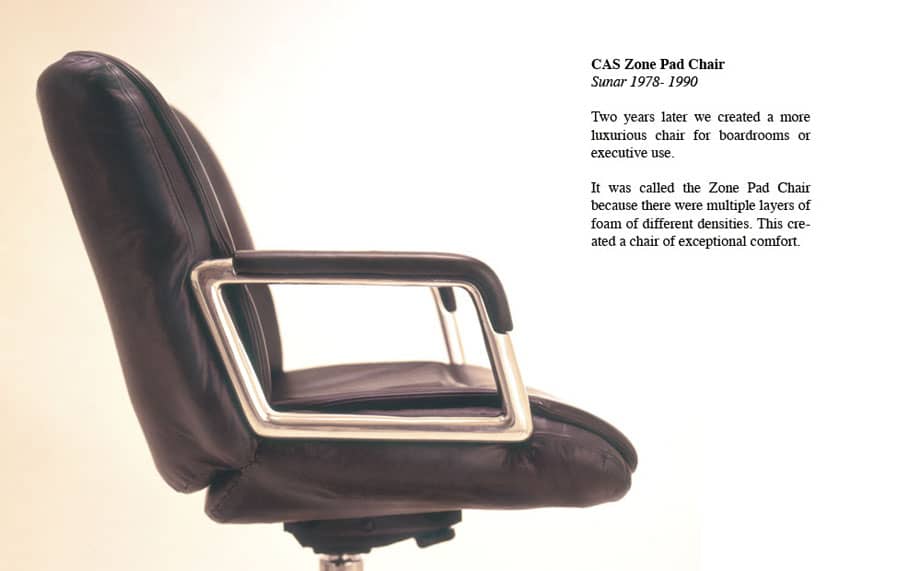 CAS Zone Pad Chair
Sunar 1978- 1990
Two years later we created a more
luxurious chair for boardrooms or
executive use.
It was called the Zone Pad Chair
because there were multiple layers of
foam of different densities. This cre-
ated a chair of exceptional comfort.